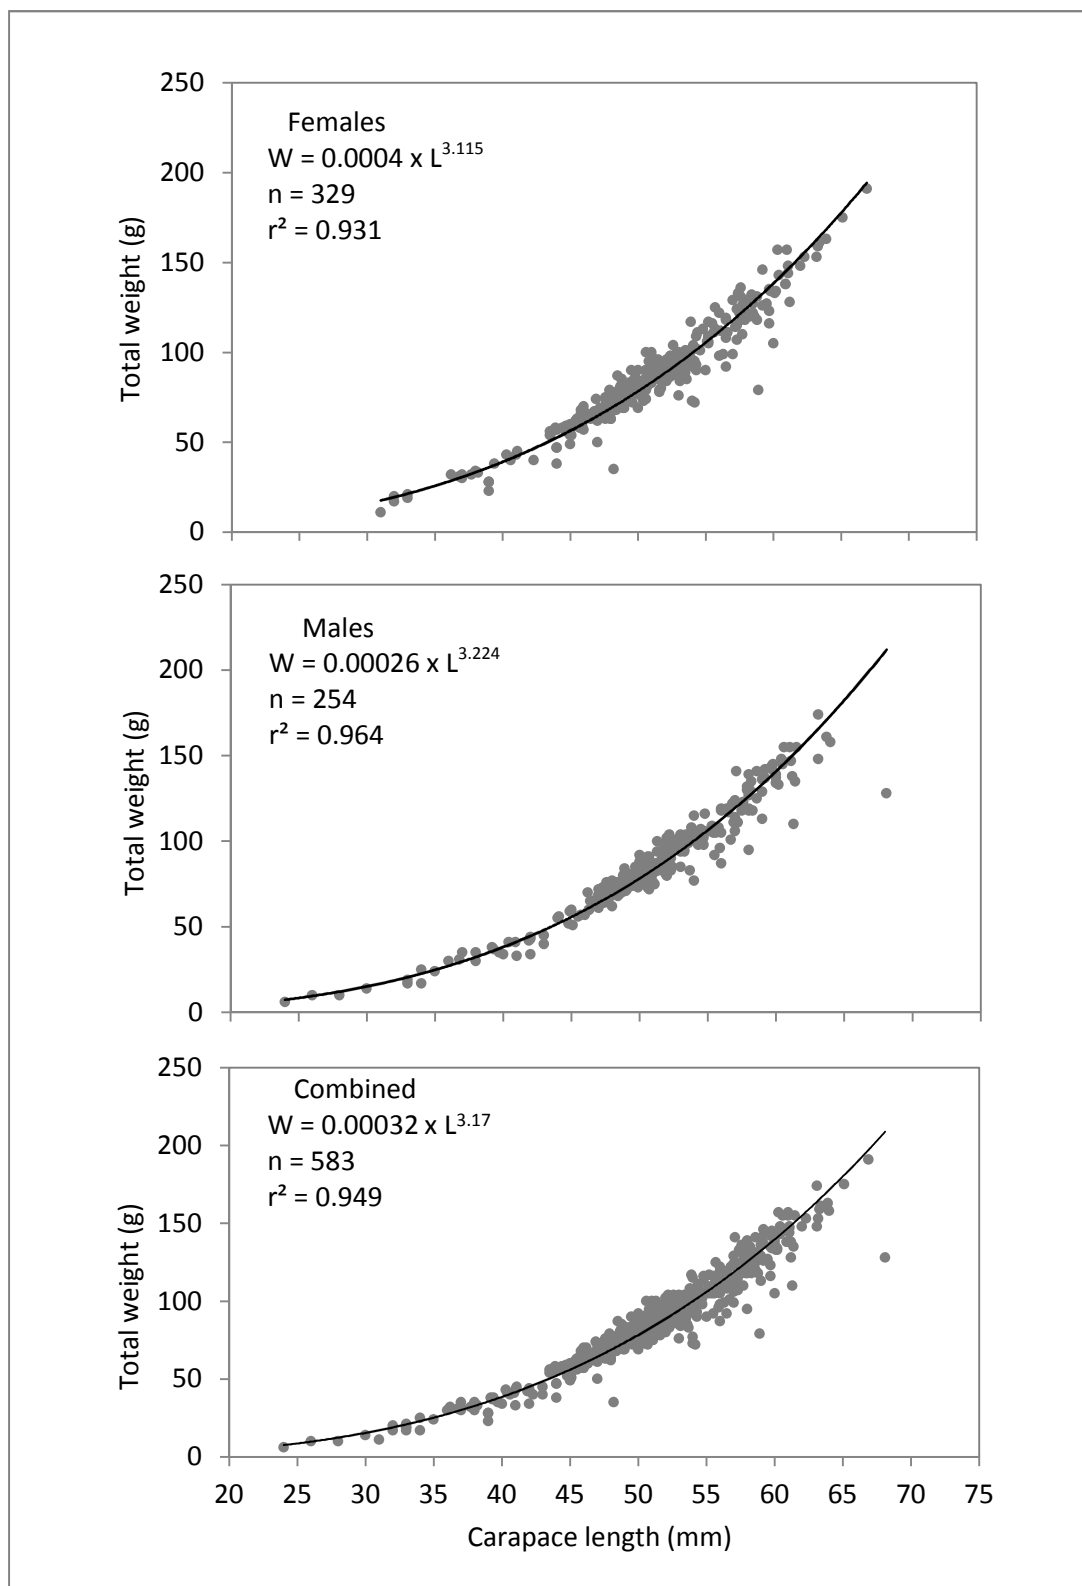 250
200
150
100
50
0
Total weight (g)
Females
W = 0.0004 x L^3.115
n = 329
r² = 0.931
250
200
150
100
50
0
Total weight (g)
Males
W = 0.00026 x L^3.224
n = 254
r² = 0.964
250
200
150
100
50
0
Total weight (g)
Combined
W = 0.00032 x L^3.17
n = 583
r² = 0.949
20 25 30 35 40 45 50 55 60 65 70 75
Carapace length (mm)